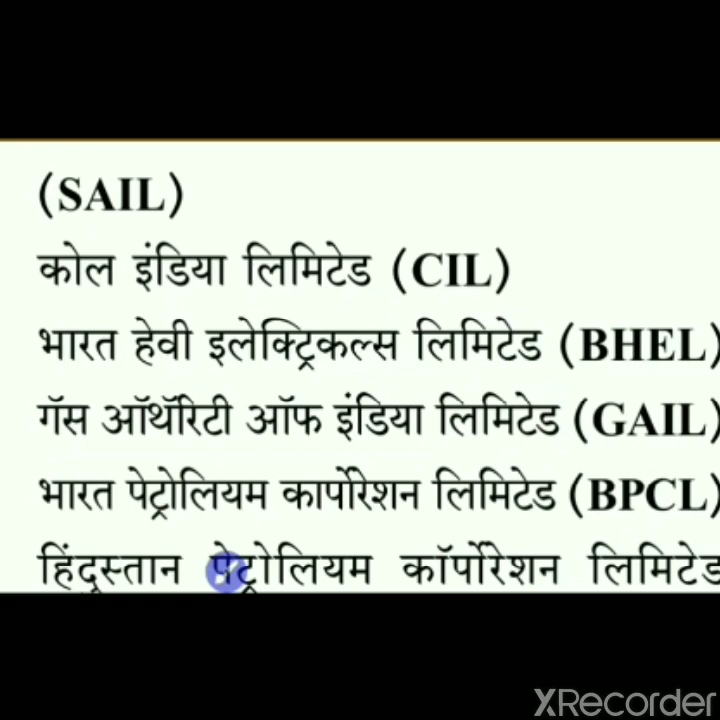 (SAIL)
कोल इंडिया लिमिटेड (CIL)
भारत हेवी इलेक्ट्रिकल्स लिमिटेड (BHEL)
गॅस ऑथॅरिटी ऑफ इंडिया लिमिटेड (GAIL)
भारत पेट्रोलियम कार्पोरेशन लिमिटेड (BPCL)
हिंदुस्तान पेट्रोलियम कॉर्पोरेशन लिमिटेड
XRecorder